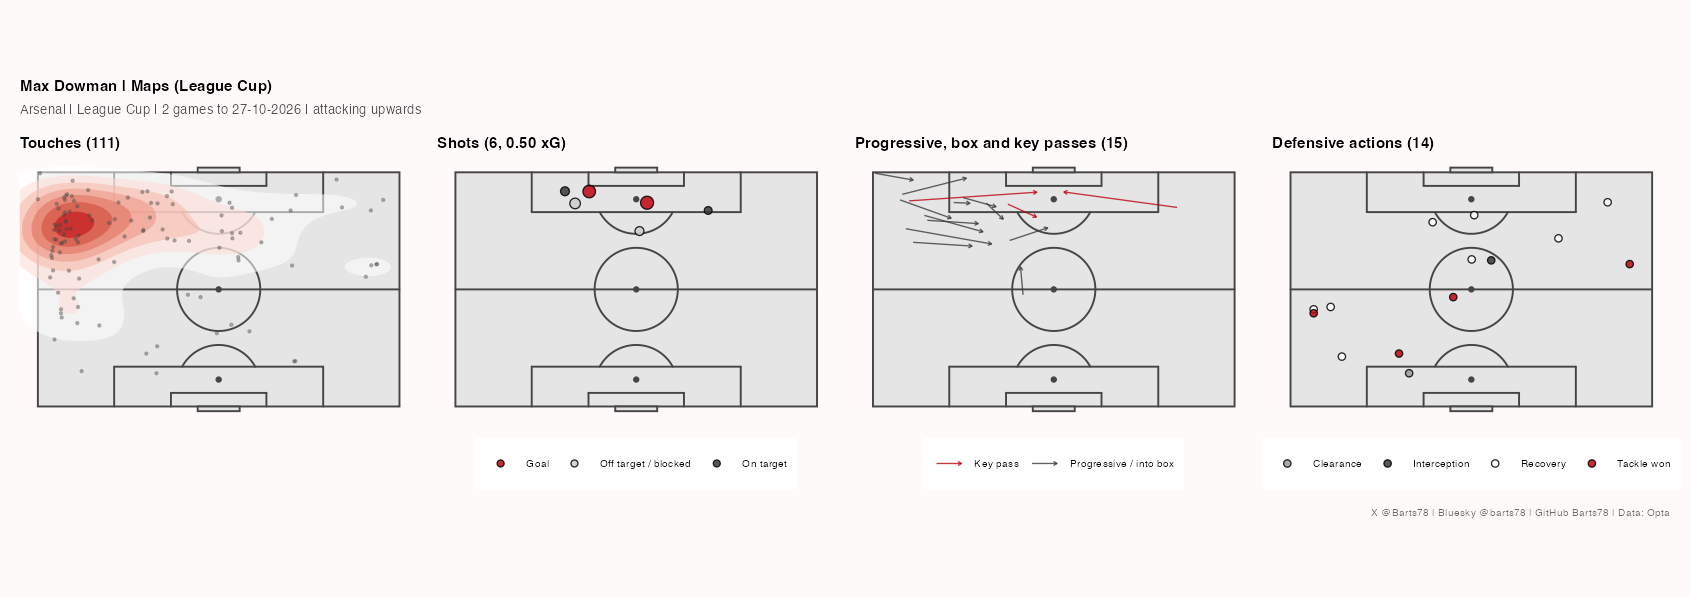 Max Dowman | Maps (League Cup)
Arsenal | League Cup | 2 games to 27-10-2026 | attacking upwards
Touches (111)
Shots (6, 0.50 xG)
Progressive, box and key passes (15)
Defensive actions (14)
Goal
Off target / blocked
On target
Key pass
Progressive / into box
Clearance
Interception
Recovery
Tackle won
X @Barts78 | Bluesky @barts78 | GitHub Barts78 | Data: Opta